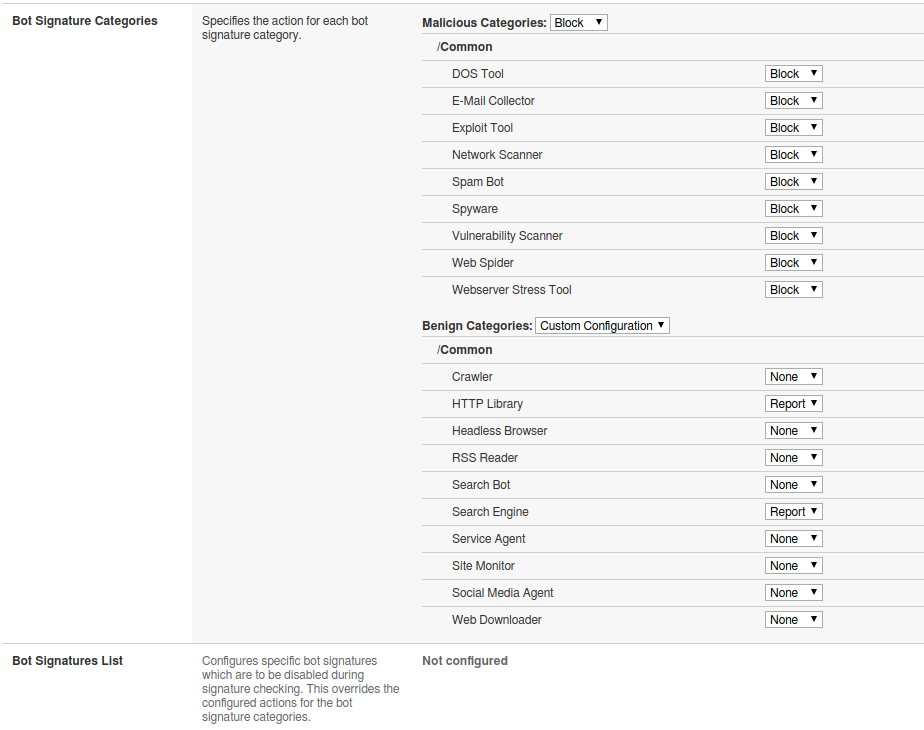 Bot Signature Categories
Specifies the action for each bot
signature category.
Malicious Categories: Block
/Common
DOS Tool Block
E-Mail Collector Block
Exploit Tool Block
Network Scanner Block
Spam Bot Block
Spyware Block
Vulnerability Scanner Block
Web Spider Block
Webserver Stress Tool Block
Benign Categories: Custom Configuration
/Common
Crawler None
HTTP Library Report
Headless Browser None
RSS Reader None
Search Bot None
Search Engine Report
Service Agent None
Site Monitor None
Social Media Agent None
Web Downloader None
Bot Signatures List
Configures specific bot signatures
which are to be disabled during
signature checking. This overrides the
configured actions for the bot
signature categories.
Not configured